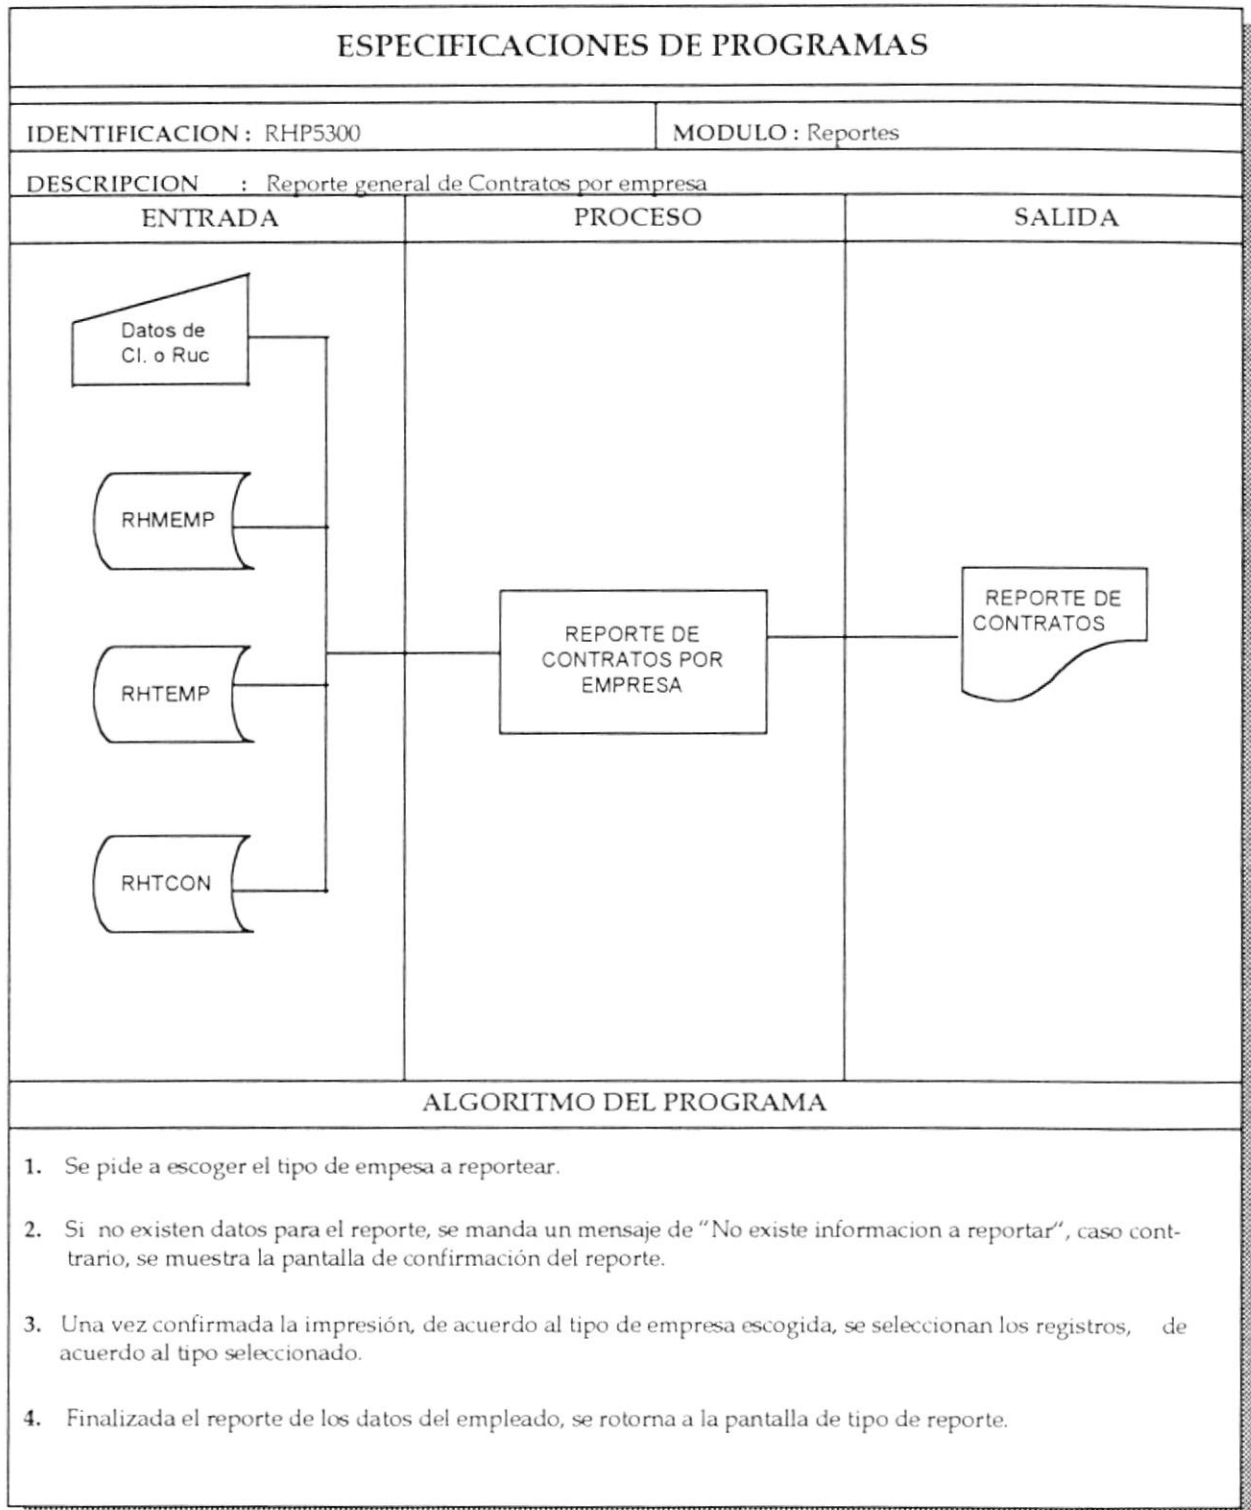 ESPECIFICACIONES DE PROGRAMAS
IDENTIFICACION : RHP5300
MODULO : Reportes
DESCRIPCION : Reporte general de Contratos por empresa
ENTRADA
PROCESO
SALIDA
Datos de
CI. o Ruc
RHMEMP
RHTEMP
RHTCON
REPORTE DE
CONTRATOS POR
EMPRESA
REPORTE DE
CONTRATOS
ALGORITMO DEL PROGRAMA
1. Se pide a escoger el tipo de empesa a reportear.
2. Si no existen datos para el reporte, se manda un mensaje de "No existe informacion a reportar", caso cont-
trario, se muestra la pantalla de confirmación del reporte.
3. Una vez confirmada la impresión, de acuerdo al tipo de empresa escogida, se seleccionan los registros, de
acuerdo al tipo seleccionado.
4. Finalizada el reporte de los datos del empleado, se rotorna a la pantalla de tipo de reporte.